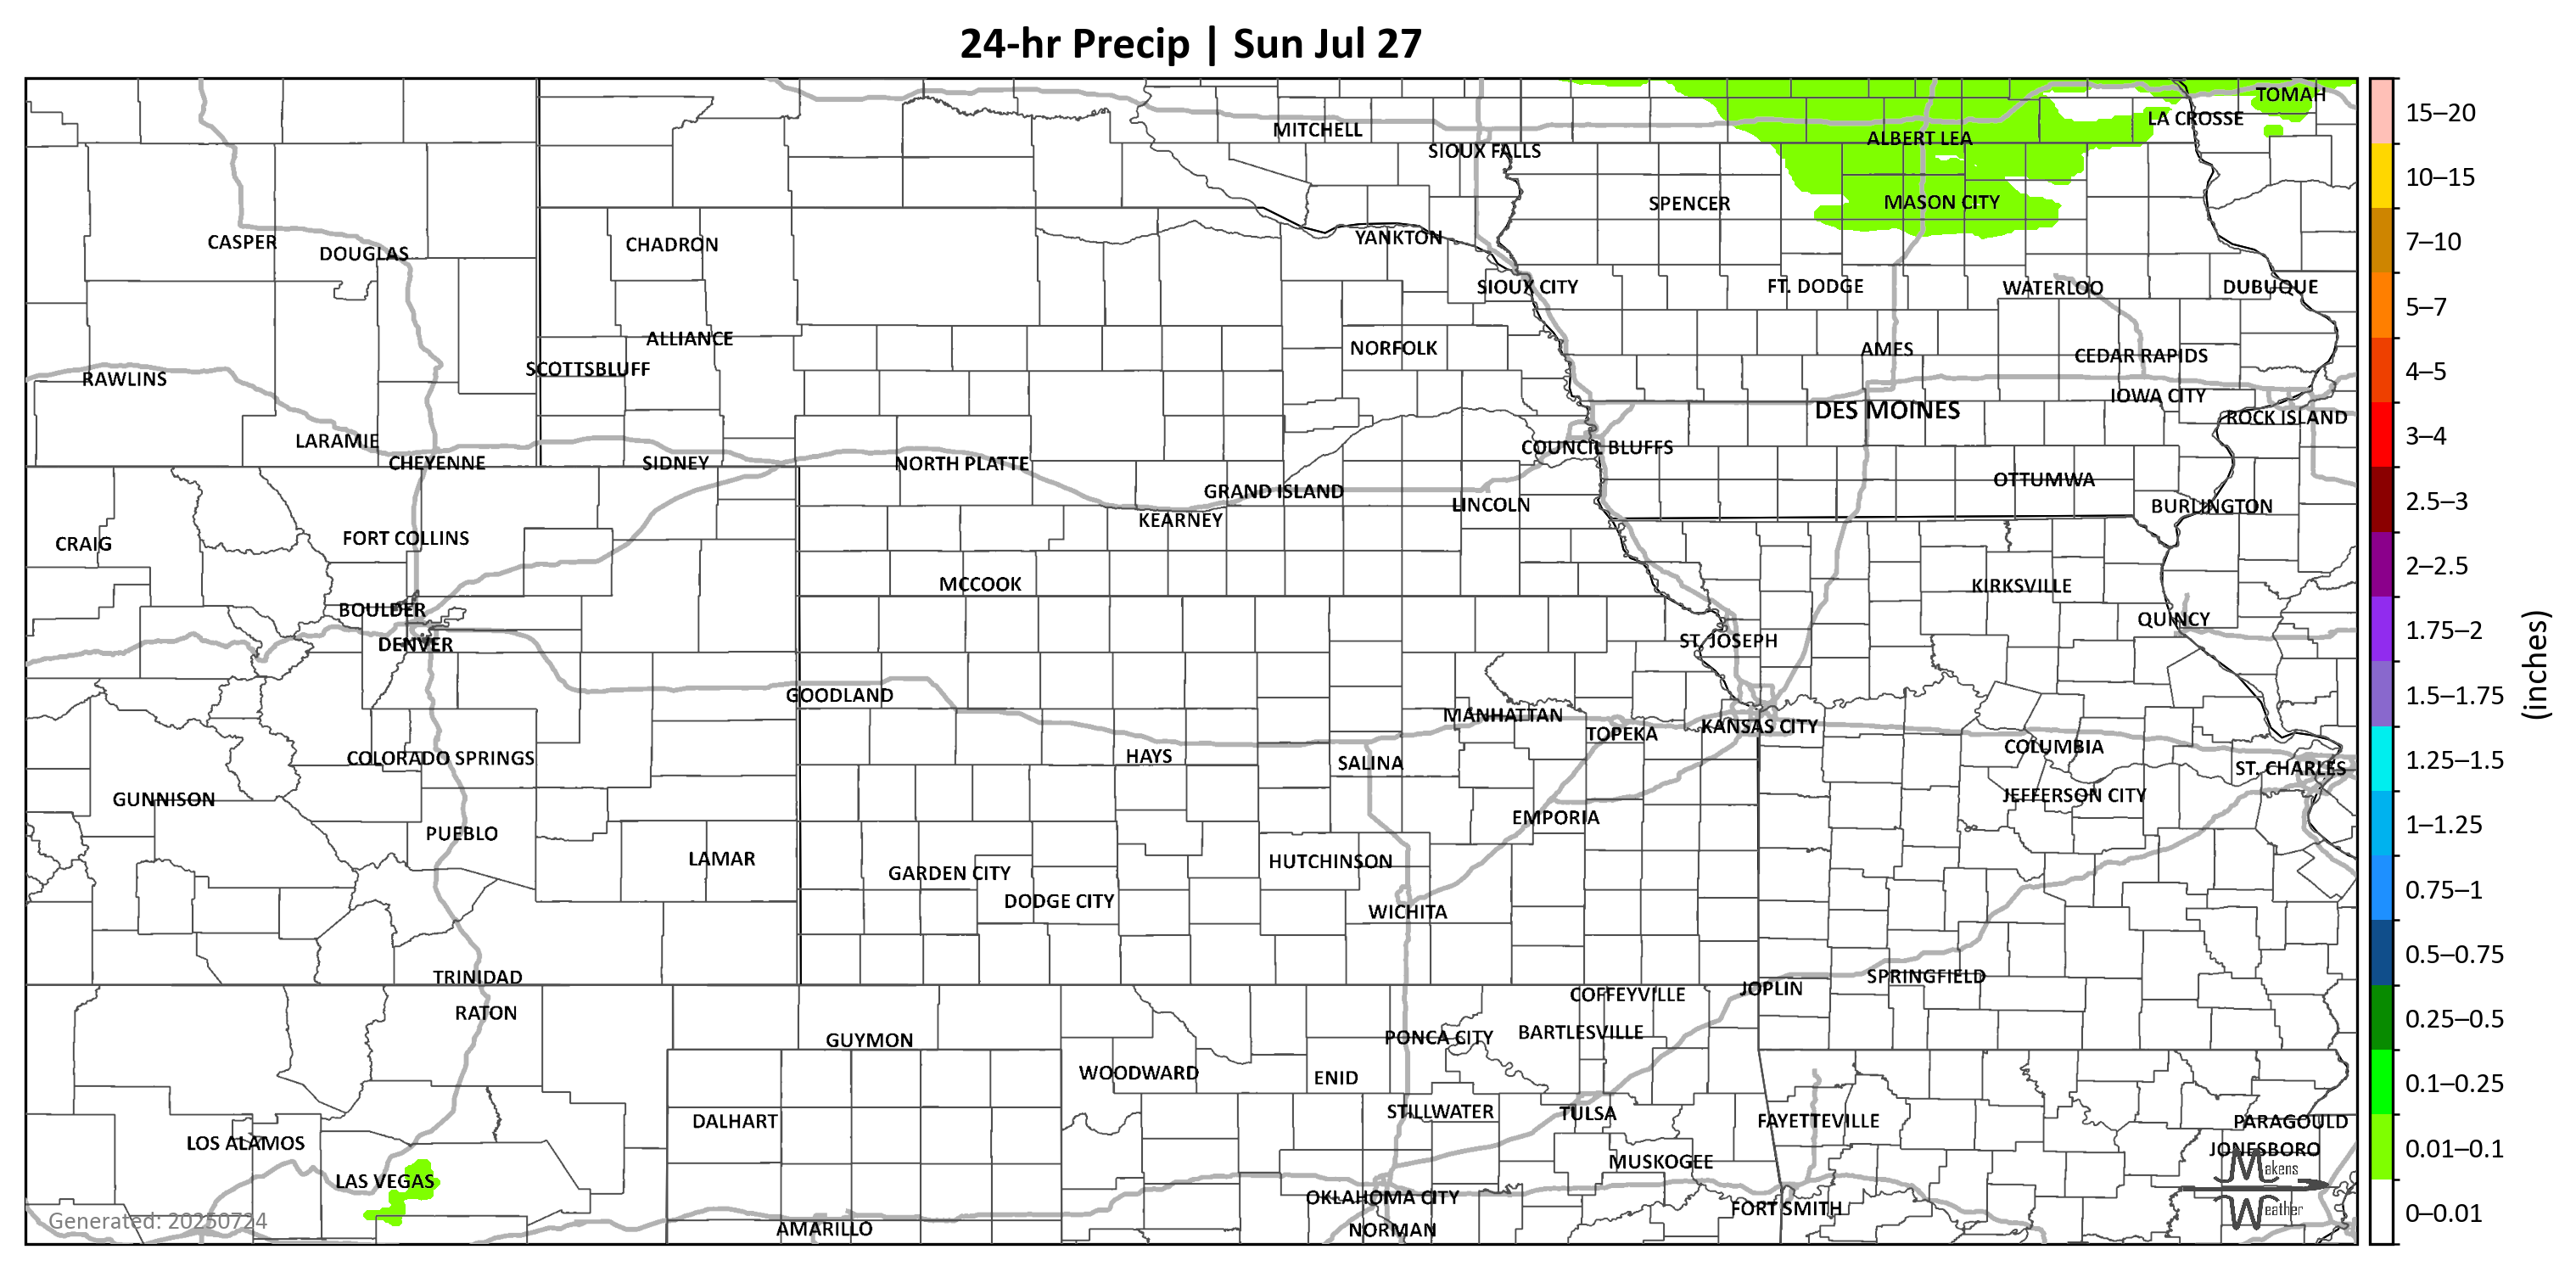 24-hr Precip | Sun Jul 27
TOMAH
LA CROSSE
MITCHELL
ALBERT LEA
SIOUX FALLS
SPENCER
MASON CITY
YANKTON
CASPER
DOUGLAS
CHADRON
SIOUX CITY
FT. DODGE
WATERLOO
DUBUQUE
ALLIANCE
NORFOLK
AMES
CEDAR RAPIDS
SCOTTSBLUFF
RAWLINS
IOWA CITY
DES MOINES
ROCK ISLAND
LARAMIE
COUNCIL BLUFFS
CHEYENNE
SIDNEY
NORTH PLATTE
OTTUMWA
GRAND ISLAND
LINCOLN
BURLINGTON
KEARNEY
FORT COLLINS
CRAIG
MCCOOK
KIRKSVILLE
BOULDER
QUINCY
DENVER
ST. JOSEPH
GOODLAND
MANHATTAN
TOPEKA
KANSAS CITY
COLUMBIA
COLORADO SPRINGS
HAYS
SALINA
ST. CHARLES
GUNNISON
JEFFERSON CITY
EMPORIA
PUEBLO
LAMAR
HUTCHINSON
GARDEN CITY
DODGE CITY
WICHITA
TRINIDAD
SPRINGFIELD
JOPLIN
COFFEYVILLE
RATON
GUYMON
PONCA CITY
BARTLESVILLE
WOODWARD
ENID
STILLWATER
TULSA
DALHART
FAYETTEVILLE
PARAGOULD
LOS ALAMOS
JONESBORO
MUSKOGEE
LAS VEGAS
OKLAHOMA CITY
FORT SMITH
AMARILLO
NORMAN
Generated: 20250724
Makens
Weather
15–20
10–15
7–10
5–7
4–5
3–4
2.5–3
2–2.5
1.75–2
1.5–1.75
1.25–1.5
1–1.25
0.75–1
0.5–0.75
0.25–0.5
0.1–0.25
0.01–0.1
0–0.01
(inches)